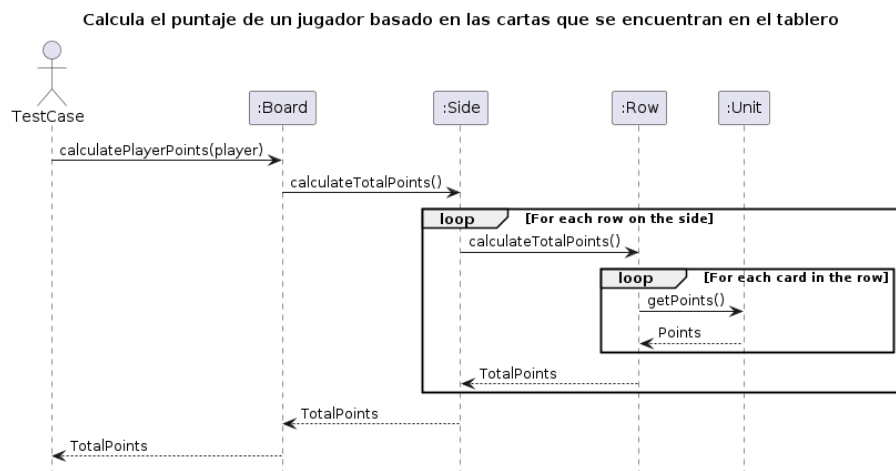 Calcula el puntaje de un jugador basado en las cartas que se encuentran en el tablero
TestCase
:Board
:Side
:Row
:Unit
calculatePlayerPoints(player)
calculateTotalPoints()
loop [For each row on the side]
calculateTotalPoints()
loop [For each card in the row]
getPoints()
Points
TotalPoints
TotalPoints
TotalPoints